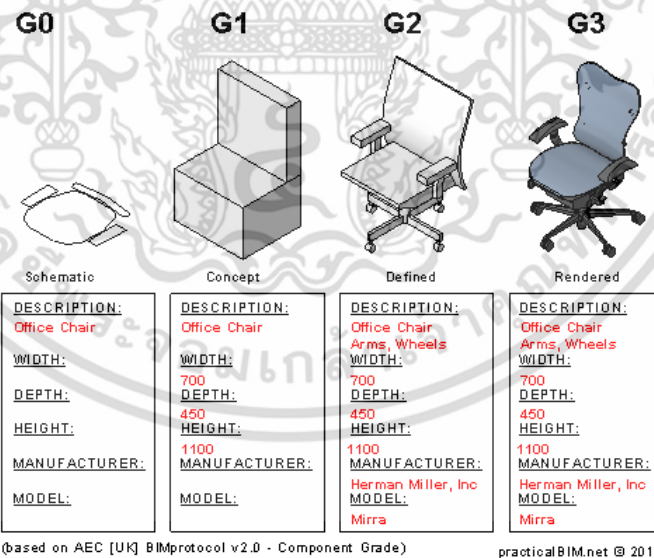 G0 G1 G2 G3
Schematic Concept Defined Rendered
DESCRIPTION:
Office Chair
WIDTH:
DEPTH:
HEIGHT:
MANUFACTURER:
MODEL:
DESCRIPTION:
Office Chair
WIDTH:
700
DEPTH:
450
HEIGHT:
1100
MANUFACTURER:
MODEL:
DESCRIPTION:
Office Chair
Arms, Wheels
WIDTH:
700
DEPTH:
450
HEIGHT:
1100
MANUFACTURER:
Herman Miller, Inc
MODEL:
Mirra
DESCRIPTION:
Office Chair
Arms, Wheels
WIDTH:
700
DEPTH:
450
HEIGHT:
1100
MANUFACTURER:
Herman Miller, Inc
MODEL:
Mirra
(based on AEC [UK] BIMprotocol v2.0 - Component Grade) practicalBIM.net @ 201